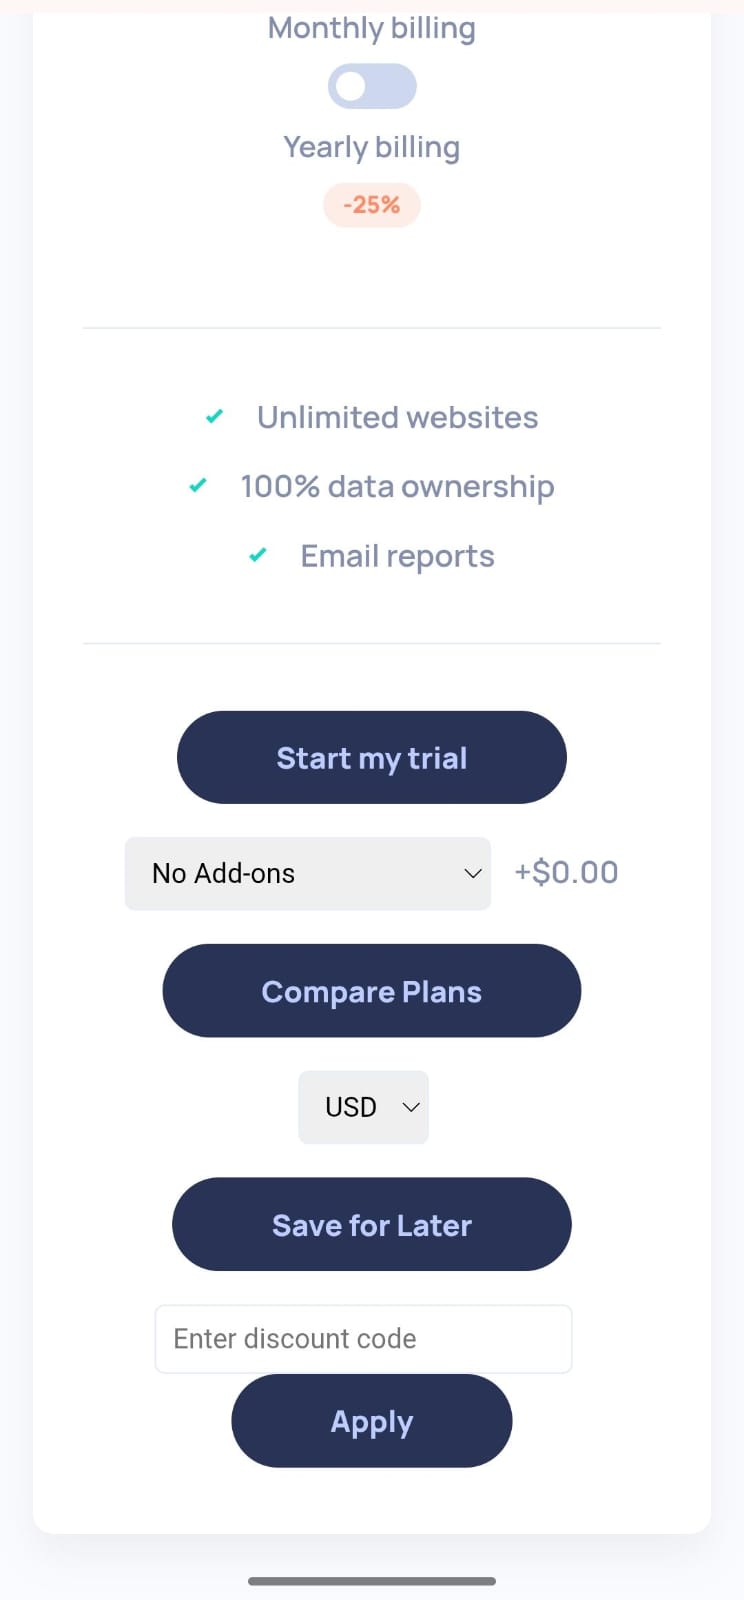 Monthly billing
Yearly billing
-25%
Unlimited websites
100% data ownership
Email reports
Start my trial
No Add-ons +$0.00
Compare Plans
USD
Save for Later
Enter discount code
Apply